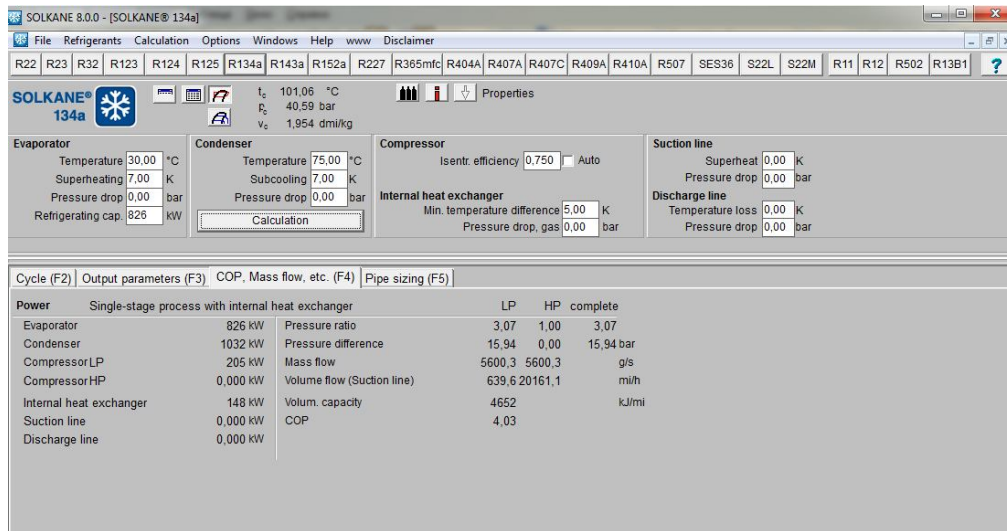 SOLKANE 8.0.0 - [SOLKANE® 134a]
File Refrigerants Calculation Options Windows Help www Disclaimer
R22 R23 R32 R123 R124 R125 R134a R143a R152a R227 R365mfc R404A R407A R407C R409A R410A R507 SES36 S22L S22M R11 R12 R502 R13B1 ?
SOLKANE® 134a tc 101,06 °C Properties
pc 40,59 bar
vc 1,954 dmi/kg
Evaporator Condenser Compressor Suction line
Temperature 30,00 °C Temperature 75,00 °C Isentr. efficiency 0,750 Auto Superheat 0,00 K
Superheating 7,00 K Subcooling 7,00 K Pressure drop 0,00 bar
Pressure drop 0,00 bar Pressure drop 0,00 bar Internal heat exchanger Discharge line
Refrigerating cap. 826 kW Calculation Min. temperature difference 5,00 K Temperature loss 0,00 K
Pressure drop, gas 0,00 bar Pressure drop 0,00 bar
Cycle (F2) Output parameters (F3) COP, Mass flow, etc. (F4) Pipe sizing (F5)
Power Single-stage process with internal heat exchanger LP HP complete
Evaporator 826 kW Pressure ratio 3,07 1,00 3,07
Condenser 1032 kW Pressure difference 15,94 0,00 15,94 bar
Compressor LP 205 kW Mass flow 5600,3 5600,3 g/s
Compressor HP 0,000 kW Volume flow (Suction line) 639,6 20161,1 mi/h
Internal heat exchanger 148 kW Volum. capacity 4652 kJ/mi
Suction line 0,000 kW COP 4,03
Discharge line 0,000 kW